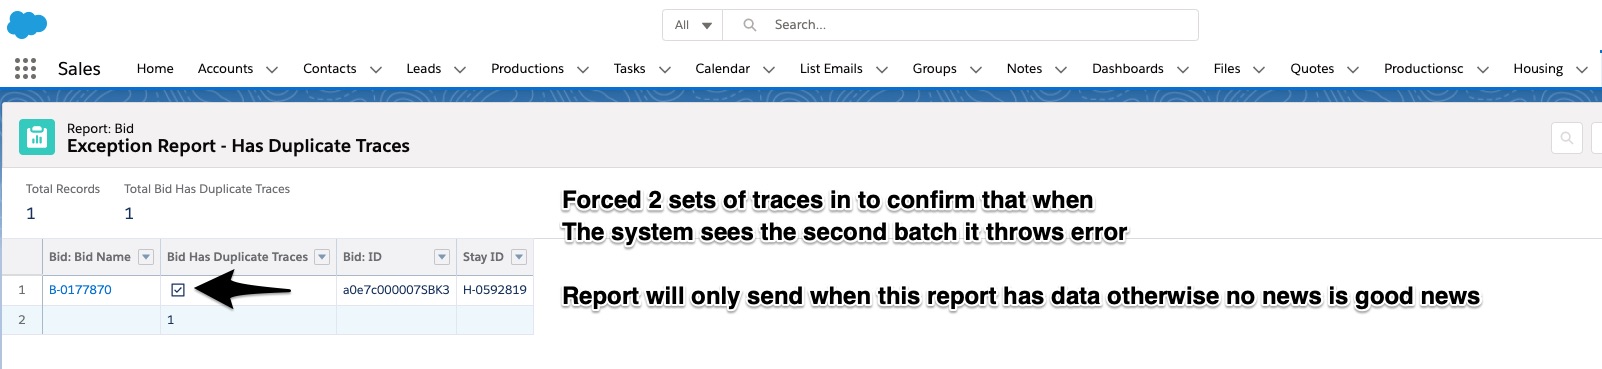 All
Search...
Sales Home Accounts Contacts Leads Productions Tasks Calendar List Emails Groups Notes Dashboards Files Quotes Productionsc Housing
Report: Bid
Exception Report - Has Duplicate Traces
Total Records Total Bid Has Duplicate Traces
1 1
Forced 2 sets of traces in to confirm that when
The system sees the second batch it throws error
Bid: Bid Name Bid Has Duplicate Traces Bid: ID Stay ID
1 B-0177870 a0e7c000007SBK3 H-0592819
Report will only send when this report has data otherwise no news is good news
2 1